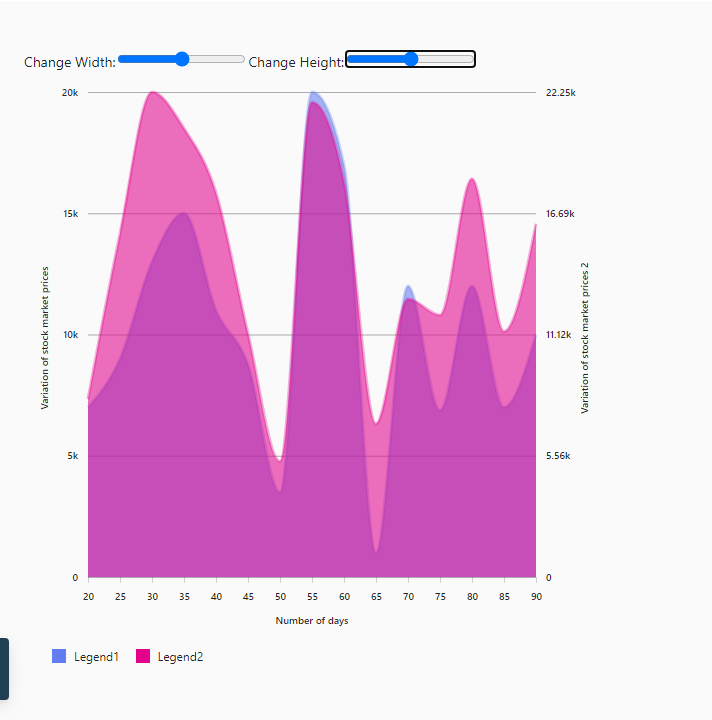 Change Width: Change Height:
20k 22.25k
15k 16.69k
Variation of stock market prices
Variation of stock market prices 2
10k 11.12k
5k 5.56k
0 0
20 25 30 35 40 45 50 55 60 65 70 75 80 85 90
Number of days
Legend1 Legend2